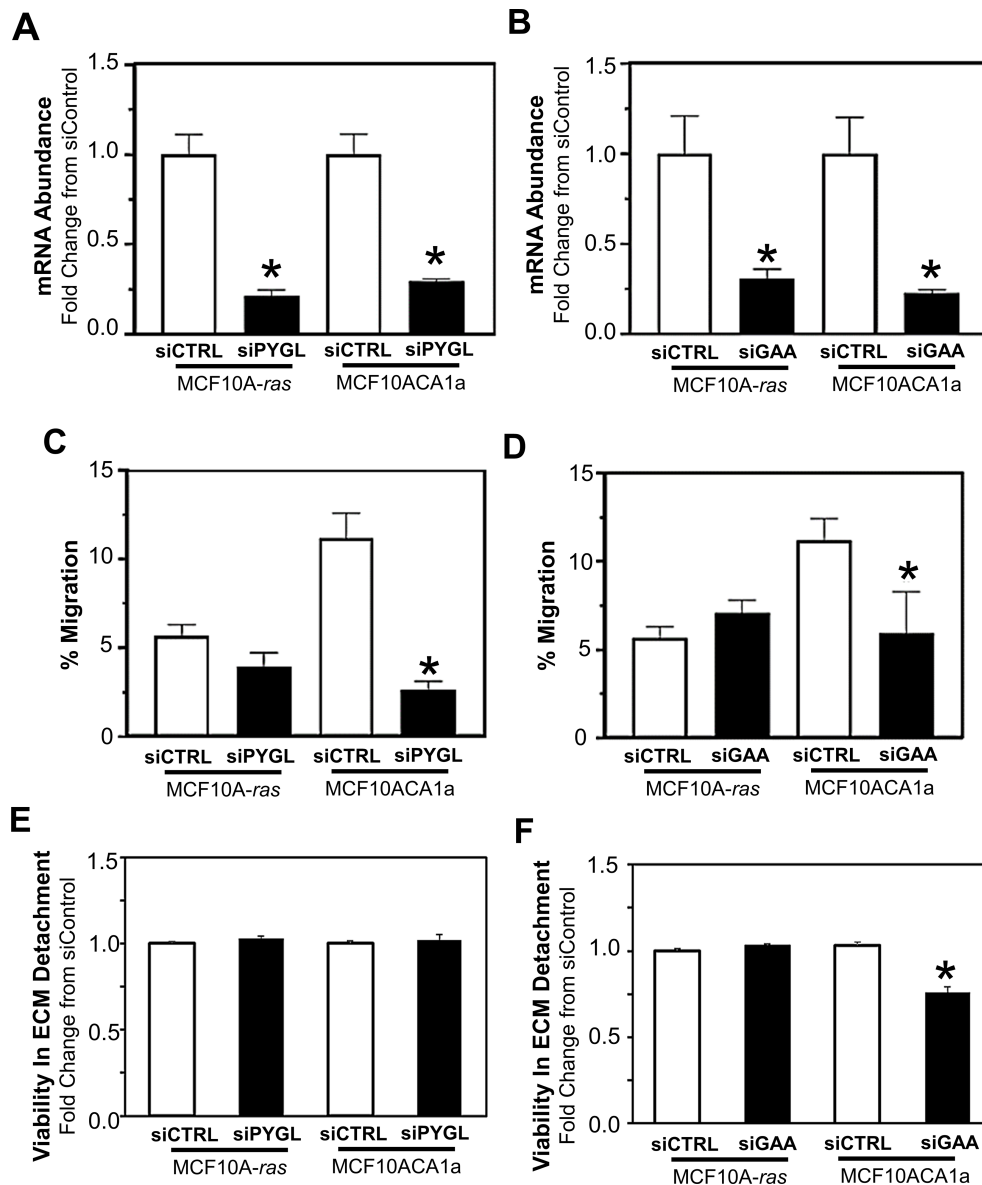 A
mRNA Abundance
Fold Change from siControl
1.5
1.0
0.5
0.0
*
*
siCTRL siPYGL siCTRL siPYGL
MCF10A-ras MCF10ACA1a
B
mRNA Abundance
Fold Change from siControl
1.5
1.0
0.5
0.0
*
*
siCTRL siGAA siCTRL siGAA
MCF10A-ras MCF10ACA1a
C
% Migration
15
10
5
0
*
siCTRL siPYGL siCTRL siPYGL
MCF10A-ras MCF10ACA1a
D
% Migration
15
10
5
0
*
siCTRL siGAA siCTRL siGAA
MCF10A-ras MCF10ACA1a
E
Viability In ECM Detachment
Fold Change from siControl
1.5
1.0
0.5
0.0
siCTRL siPYGL siCTRL siPYGL
MCF10A-ras MCF10ACA1a
F
Viability In ECM Detachment
Fold Change from siControl
1.5
1.0
0.5
0.0
*
siCTRL siGAA siCTRL siGAA
MCF10A-ras MCF10ACA1a